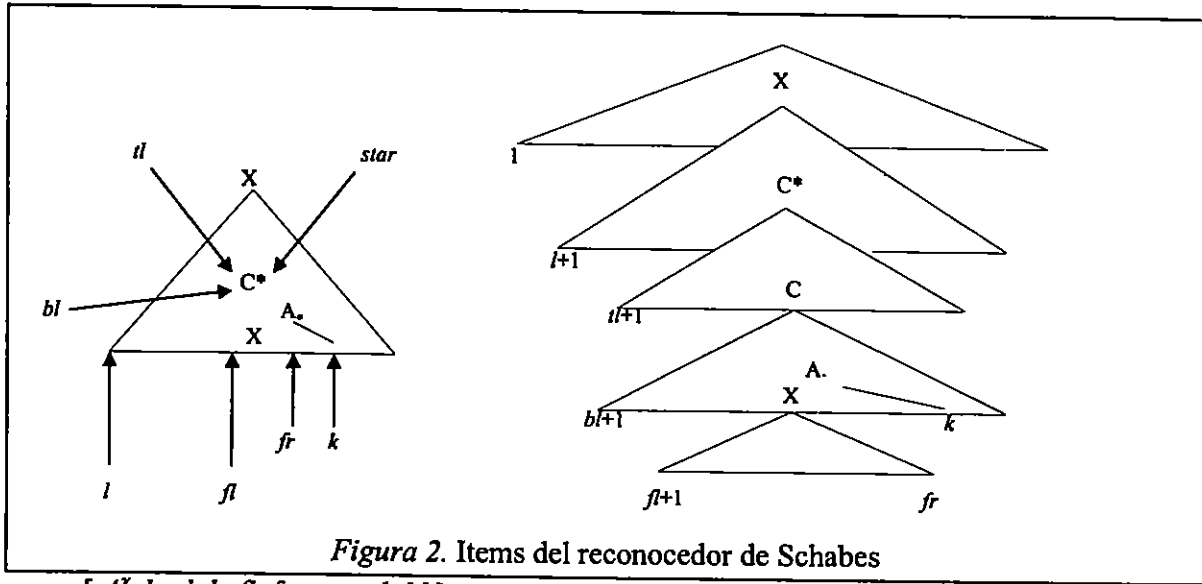 tl
star
X
C*
bl
A.
X
l
fl
fr
k
X
1
C*
l+1
C
tl+1
A.
X
bl+1
k
fl+1
fr
Figura 2. Items del reconocedor de Schabes